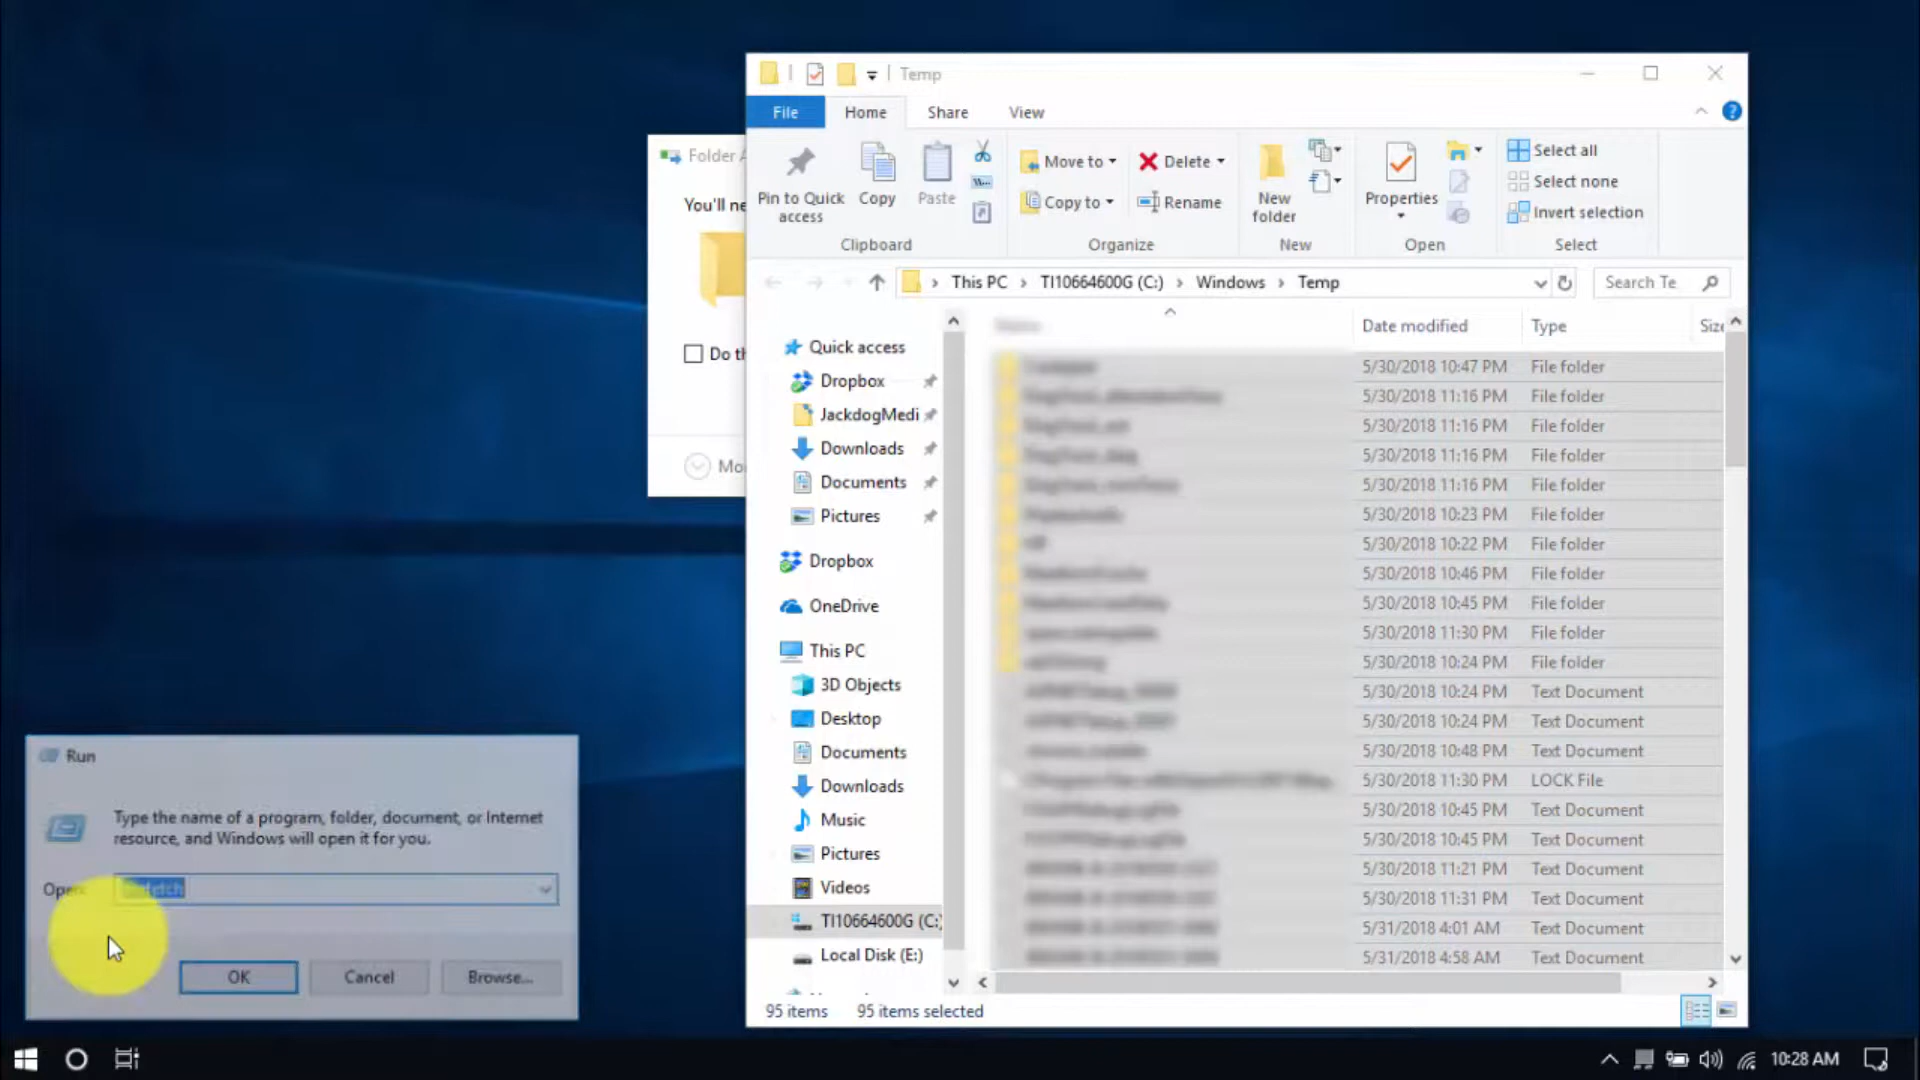 Temp
File
Home
Share
View
Pin to Quick
access
Copy
Paste
Move to
Copy to
Delete
Rename
New
folder
Properties
Select all
Select none
Invert selection
Clipboard
Organize
New
Open
Select
This PC
TI10664600G (C:)
Windows
Temp
Search Te
Folder A
You'll ne
Do th
Mo
Quick access
Dropbox
JackdogMedi
Downloads
Documents
Pictures
Dropbox
OneDrive
This PC
3D Objects
Desktop
Documents
Downloads
Music
Pictures
Videos
TI10664600G (C:)
Local Disk (E:)
Date modified Type Size
5/30/2018 10:47 PM File folder
5/30/2018 11:16 PM File folder
5/30/2018 11:16 PM File folder
5/30/2018 11:16 PM File folder
5/30/2018 11:16 PM File folder
5/30/2018 10:23 PM File folder
5/30/2018 10:22 PM File folder
5/30/2018 10:46 PM File folder
5/30/2018 10:45 PM File folder
5/30/2018 11:30 PM File folder
5/30/2018 10:24 PM File folder
5/30/2018 10:24 PM Text Document
5/30/2018 10:24 PM Text Document
5/30/2018 10:48 PM Text Document
5/30/2018 11:30 PM LOCK File
5/30/2018 10:45 PM Text Document
5/30/2018 10:45 PM Text Document
5/30/2018 11:21 PM Text Document
5/30/2018 11:31 PM Text Document
5/31/2018 4:01 AM Text Document
5/31/2018 4:58 AM Text Document
95 items
95 items selected
Run
Type the name of a program, folder, document, or Internet
resource, and Windows will open it for you.
Open:
OK
Cancel
Browse...
10:28 AM